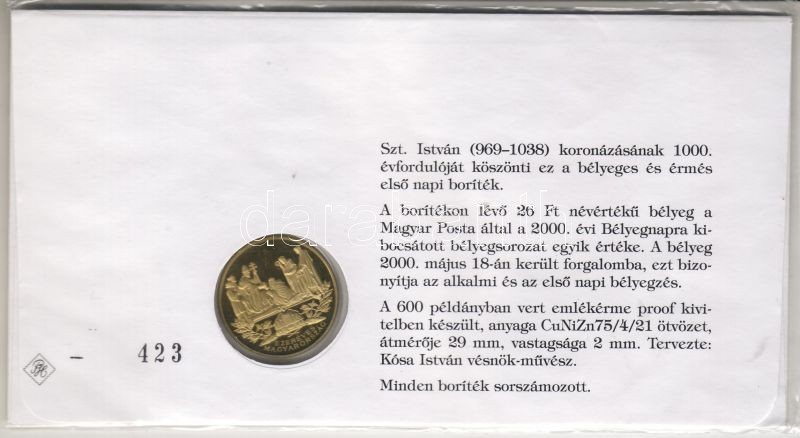 Szt. István (969–1038) koronázásának 1000.
évfordulóját köszönti ez a bélyeges és érmés
első napi boríték.
A borítékon lévő 26 Ft névértékű bélyeg a
Magyar Posta által a 2000. évi Bélyegnapra ki-
bocsátott bélyegsorozat egyik értéke. A bélyeg
2000. május 18-án került forgalomba, ezt bizo-
nyítja az alkalmi és az első napi bélyegzés.
A 600 példányban vert emlékérme proof kivi-
telben készült, anyaga CuNiZn75/4/21 ötvözet,
átmérője 29 mm, vastagsága 2 mm. Tervezte:
Kósa István vésnök-művész.
Minden boríték sorszámozott.
EZERÉVES
MAGYARORSZÁG
– 423